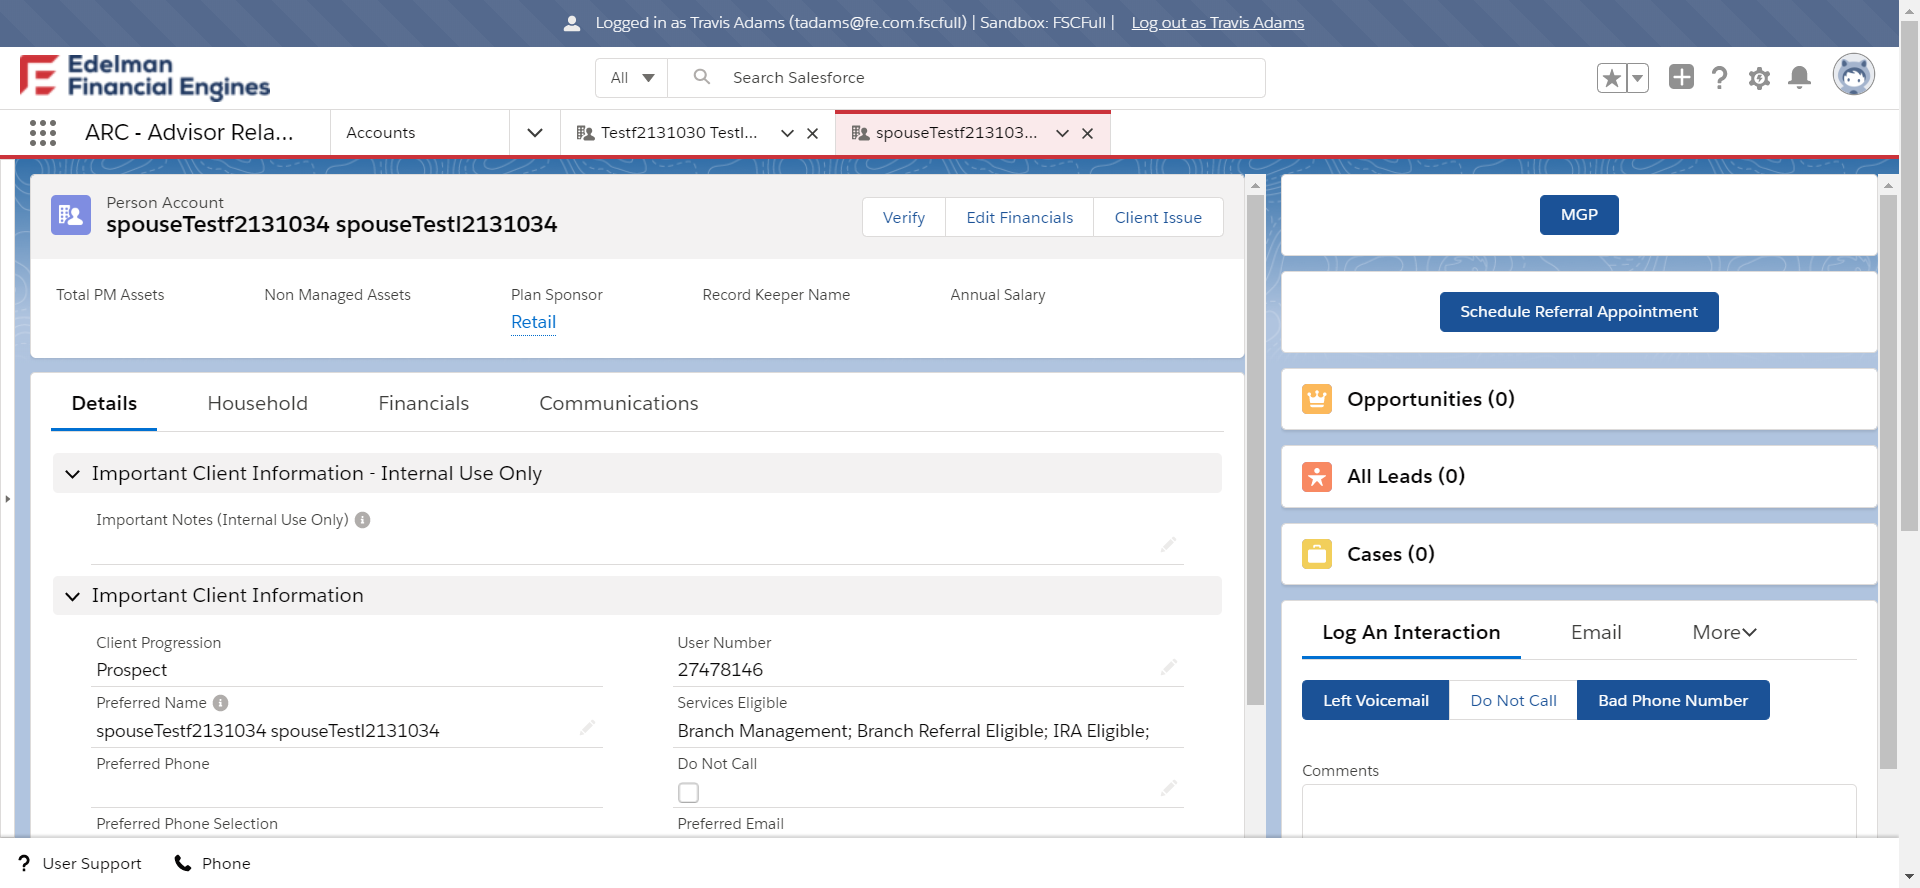 Logged in as Travis Adams (tadams@fe.com.fscfull) | Sandbox: FSCFull | Log out as Travis Adams
Edelman
Financial Engines
All
Search Salesforce
ARC - Advisor Rela...
Accounts
Testf2131030 Testl...
spouseTestf213103...
Person Account
spouseTestf2131034 spouseTestl2131034
Verify
Edit Financials
Client Issue
Total PM Assets
Non Managed Assets
Plan Sponsor
Record Keeper Name
Annual Salary
Retail
Details
Household
Financials
Communications
Important Client Information - Internal Use Only
Important Notes (Internal Use Only)
Important Client Information
Client Progression
User Number
Prospect
27478146
Preferred Name
Services Eligible
spouseTestf2131034 spouseTestl2131034
Branch Management; Branch Referral Eligible; IRA Eligible;
Preferred Phone
Do Not Call
Preferred Phone Selection
Preferred Email
MGP
Schedule Referral Appointment
Opportunities (0)
All Leads (0)
Cases (0)
Log An Interaction
Email
More
Left Voicemail
Do Not Call
Bad Phone Number
Comments
User Support
Phone